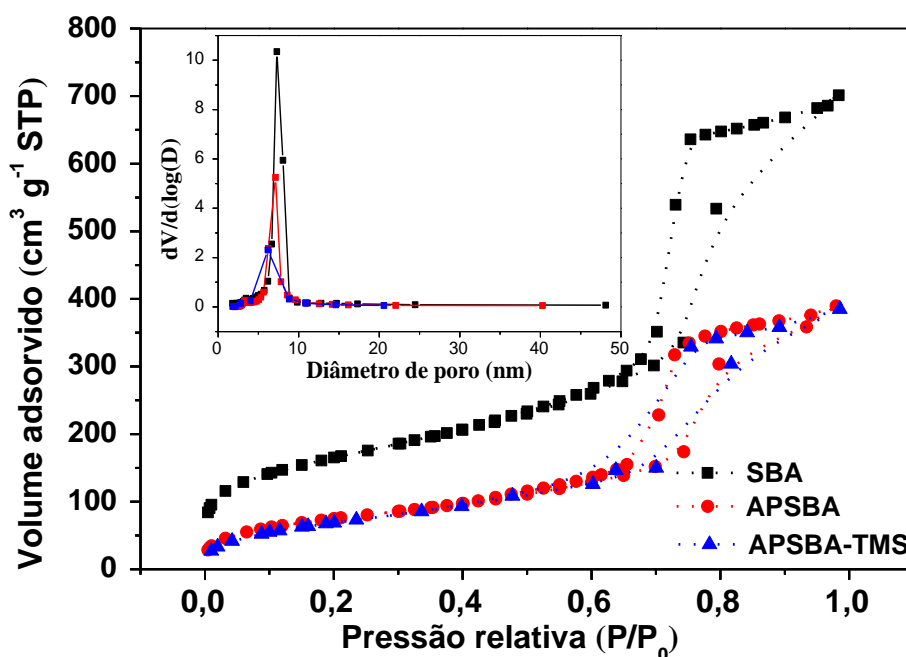 800
700
600
500
400
300
200
100
0
Volume adsorvido (cm³ g⁻¹ STP)
10
8
6
4
2
0
dV/d(log(D)
0 10 20 30 40 50
Diâmetro de poro (nm)
SBA
APSBA
APSBA-TMS
0,0 0,2 0,4 0,6 0,8 1,0
Pressão relativa (P/P₀)